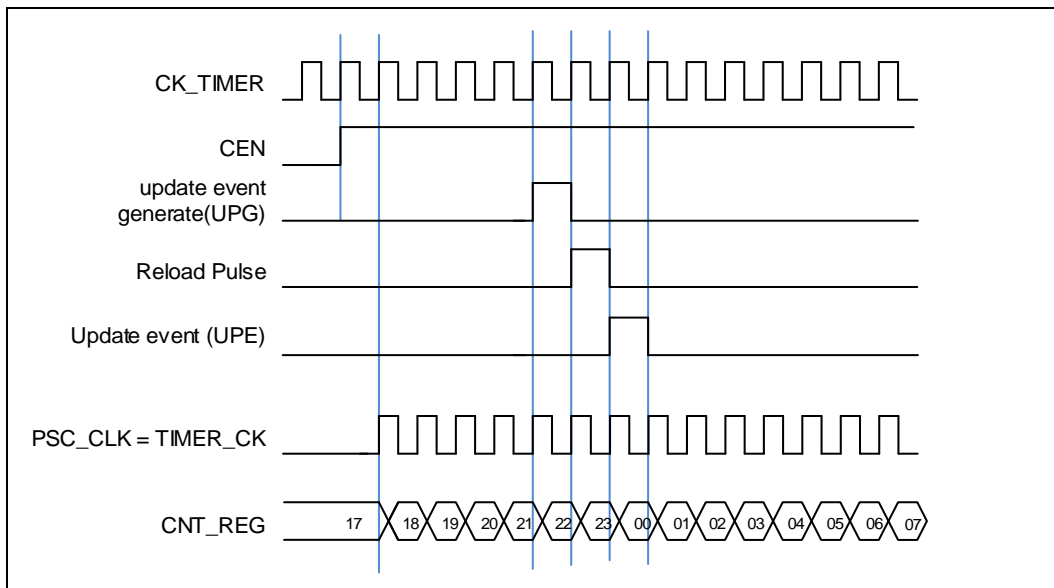 CK_TIMER
CEN
update event
generate(UPG)
Reload Pulse
Update event (UPE)
PSC_CLK = TIMER_CK
CNT_REG 17 18 19 20 21 22 23 00 01 02 03 04 05 06 07